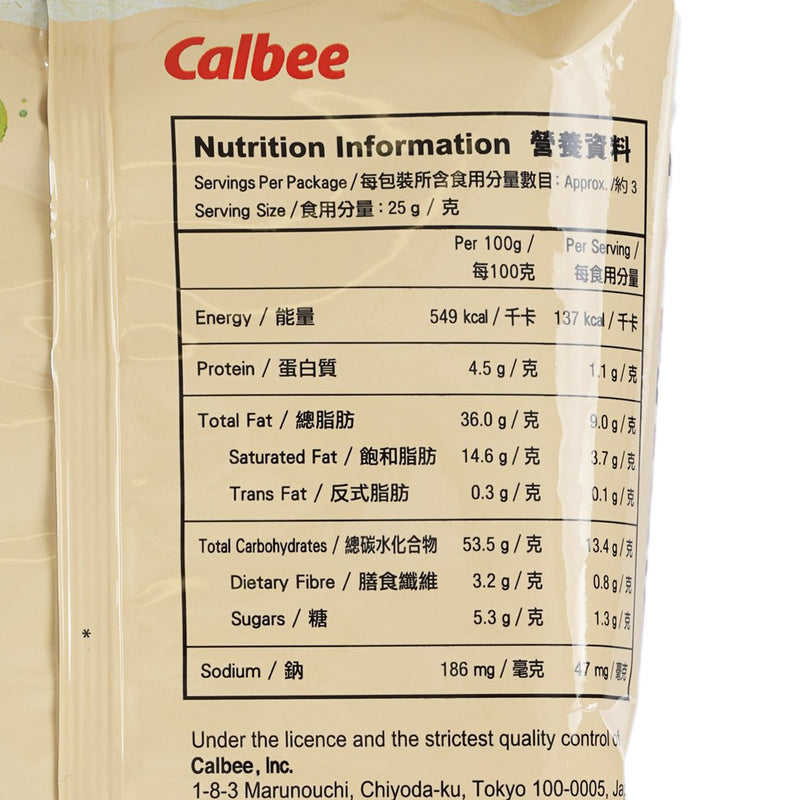 Calbee
Nutrition Information 營養資料
Servings Per Package / 每包裝所含食用分量數目 : Approx. /約 3
Serving Size / 食用分量 : 25 g / 克
Per 100g / Per Serving /
每100克 每食用分量
Energy / 能量 549 kcal / 千卡 137 kcal / 千卡
Protein / 蛋白質 4.5 g / 克 1.1 g / 克
Total Fat / 總脂肪 36.0 g / 克 9.0 g / 克
Saturated Fat / 飽和脂肪 14.6 g / 克 3.7 g / 克
Trans Fat / 反式脂肪 0.3 g / 克 0.1 g / 克
Total Carbohydrates / 總碳水化合物 53.5 g / 克 13.4 g / 克
Dietary Fibre / 膳食纖維 3.2 g / 克 0.8 g / 克
Sugars / 糖 5.3 g / 克 1.3 g / 克
Sodium / 鈉 186 mg / 毫克 47 mg / 毫克
*
Under the licence and the strictest quality control
Calbee, Inc.
1-8-3 Marunouchi, Chiyoda-ku, Tokyo 100-0005,